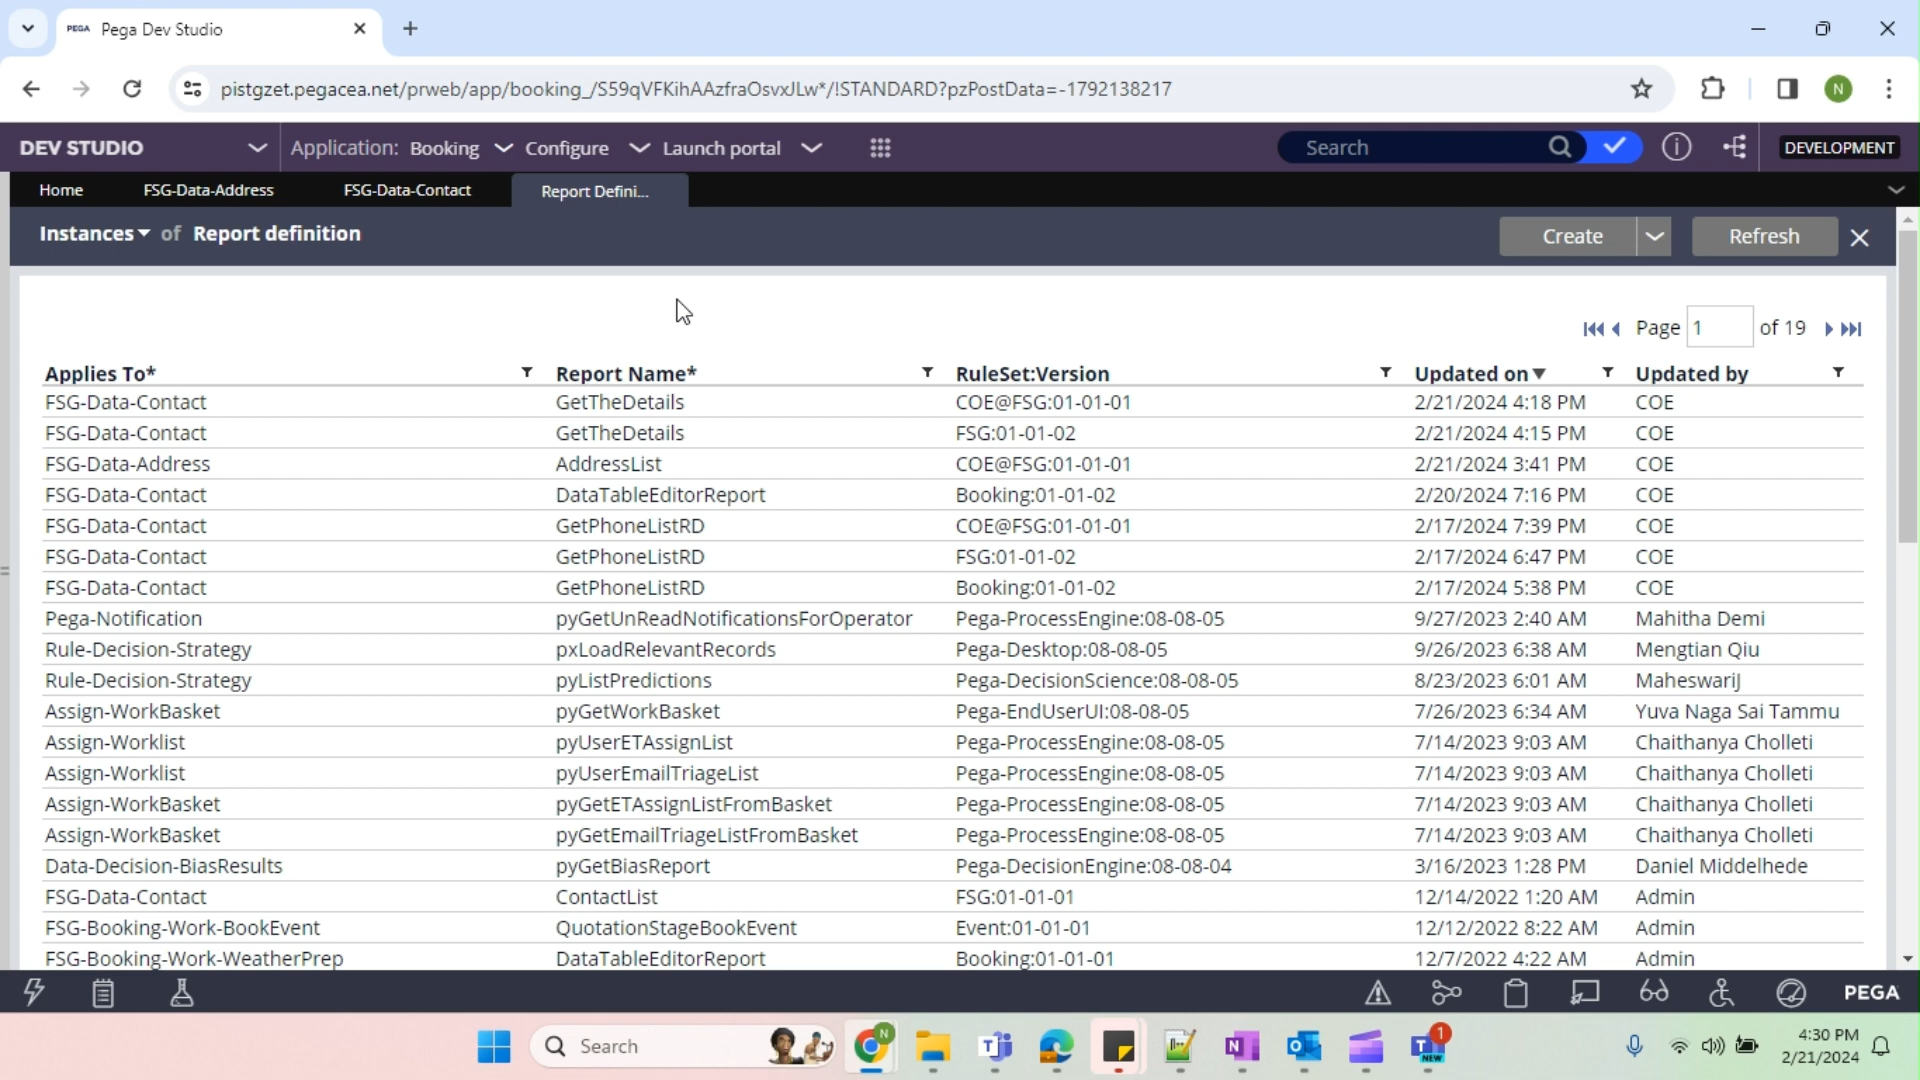 PEGA Pega Dev Studio
pistgzet.pegacea.net/prweb/app/booking_/S59qVFKihAAzfraOsvxJLw*/!STANDARD?pzPostData=-1792138217
N
DEV STUDIO Application: Booking Configure Launch portal Search DEVELOPMENT
Home FSG-Data-Address FSG-Data-Contact Report Defini...
Instances of Report definition Create Refresh
Page 1 of 19
Applies To* Report Name* RuleSet:Version Updated on Updated by
FSG-Data-Contact GetTheDetails COE@FSG:01-01-01 2/21/2024 4:18 PM COE
FSG-Data-Contact GetTheDetails FSG:01-01-02 2/21/2024 4:15 PM COE
FSG-Data-Address AddressList COE@FSG:01-01-01 2/21/2024 3:41 PM COE
FSG-Data-Contact DataTableEditorReport Booking:01-01-02 2/20/2024 7:16 PM COE
FSG-Data-Contact GetPhoneListRD COE@FSG:01-01-01 2/17/2024 7:39 PM COE
FSG-Data-Contact GetPhoneListRD FSG:01-01-02 2/17/2024 6:47 PM COE
FSG-Data-Contact GetPhoneListRD Booking:01-01-02 2/17/2024 5:38 PM COE
Pega-Notification pyGetUnReadNotificationsForOperator Pega-ProcessEngine:08-08-05 9/27/2023 2:40 AM Mahitha Demi
Rule-Decision-Strategy pxLoadRelevantRecords Pega-Desktop:08-08-05 9/26/2023 6:38 AM Mengtian Qiu
Rule-Decision-Strategy pyListPredictions Pega-DecisionScience:08-08-05 8/23/2023 6:01 AM MaheswariJ
Assign-WorkBasket pyGetWorkBasket Pega-EndUserUI:08-08-05 7/26/2023 6:34 AM Yuva Naga Sai Tammu
Assign-Worklist pyUserETAssignList Pega-ProcessEngine:08-08-05 7/14/2023 9:03 AM Chaithanya Cholleti
Assign-Worklist pyUserEmailTriageList Pega-ProcessEngine:08-08-05 7/14/2023 9:03 AM Chaithanya Cholleti
Assign-WorkBasket pyGetETAssignListFromBasket Pega-ProcessEngine:08-08-05 7/14/2023 9:03 AM Chaithanya Cholleti
Assign-WorkBasket pyGetEmailTriageListFromBasket Pega-ProcessEngine:08-08-05 7/14/2023 9:03 AM Chaithanya Cholleti
Data-Decision-BiasResults pyGetBiasReport Pega-DecisionEngine:08-08-04 3/16/2023 1:28 PM Daniel Middelhede
FSG-Data-Contact ContactList FSG:01-01-01 12/14/2022 1:20 AM Admin
FSG-Booking-Work-BookEvent QuotationStageBookEvent Event:01-01-01 12/12/2022 8:22 AM Admin
FSG-Booking-Work-WeatherPrep DataTableEditorReport Booking:01-01-01 12/7/2022 4:22 AM Admin
PEGA
Search N T N T NEW 1 4:30 PM
2/21/2024